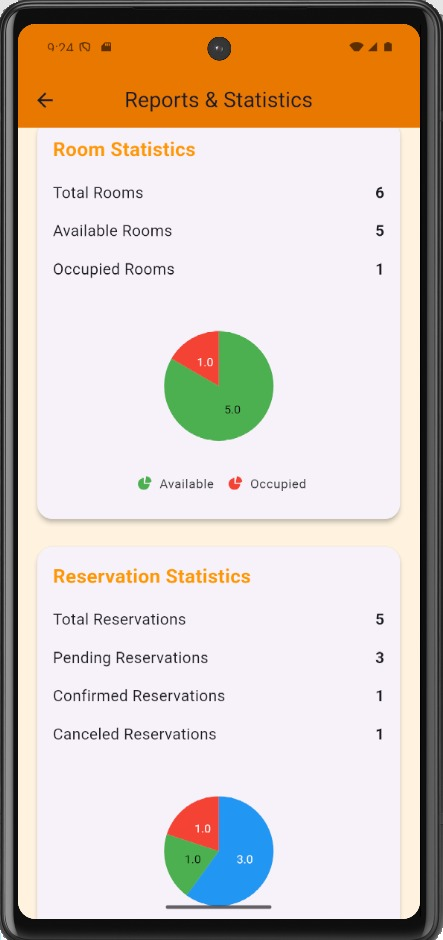 9:24
Reports & Statistics
Room Statistics
Total Rooms 6
Available Rooms 5
Occupied Rooms 1
1.0
5.0
Available Occupied
Reservation Statistics
Total Reservations 5
Pending Reservations 3
Confirmed Reservations 1
Canceled Reservations 1
1.0
1.0 3.0